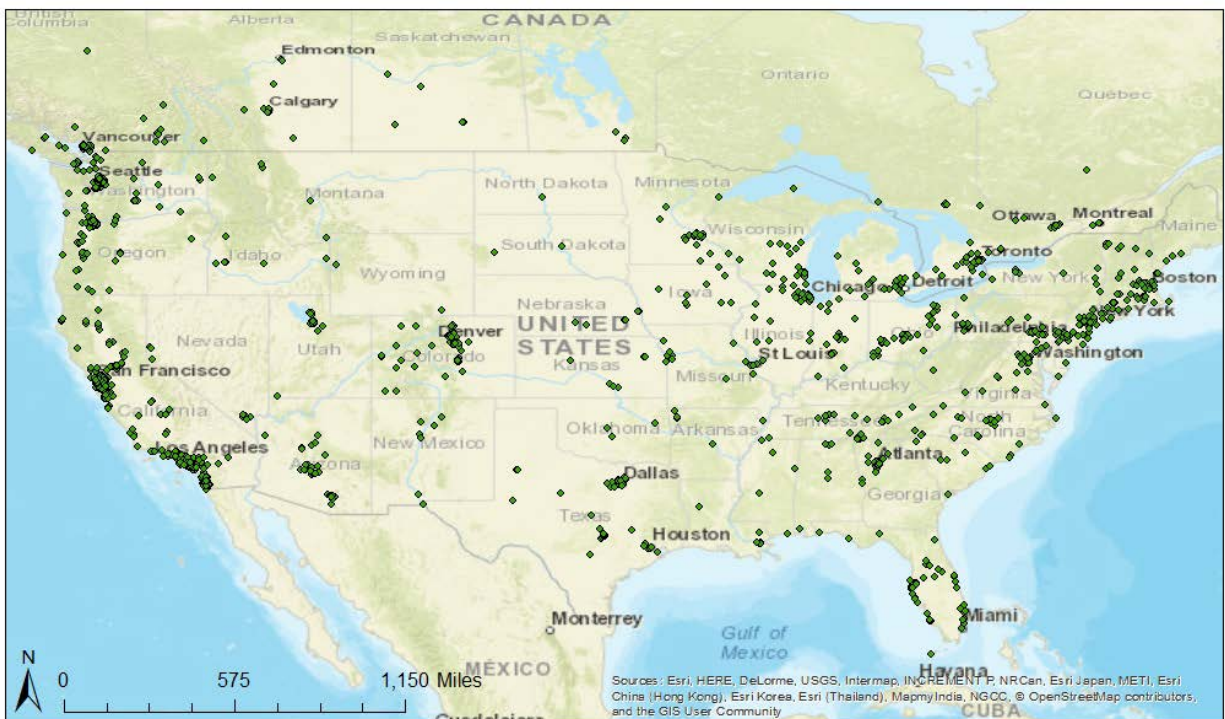 CANADA
British
Columbia
Alberta
Saskatchewan
Edmonton
Ontario
Québec
Calgary
Vancouver
Seattle
Washington
Montana
North Dakota
Minnesota
Ottawa
Montreal
Maine
Oregon
Idaho
South Dakota
Wisconsin
Toronto
New York
Wyoming
Chicago
Detroit
Boston
Iowa
Nebraska
Nevada
Utah
Denver
Colorado
UNITED
STATES
Illinois
Ohio
Philadelphia
New York
Kansas
St Louis
Washington
San Francisco
Missouri
Kentucky
Virginia
California
Tennessee
North
Carolina
Los Angeles
Arizona
New Mexico
Oklahoma
Arkansas
Atlanta
Dallas
Georgia
Texas
Houston
Monterrey
Miami
Gulf of
Mexico
MÉXICO
Havana
CUBA
N
0 575 1,150 Miles
Sources: Esri, HERE, DeLorme, USGS, Intermap, INCREMENT P, NRCan, Esri Japan, METI, Esri
China (Hong Kong), Esri Korea, Esri (Thailand), MapmyIndia, NGCC, © OpenStreetMap contributors,
and the GIS User Community